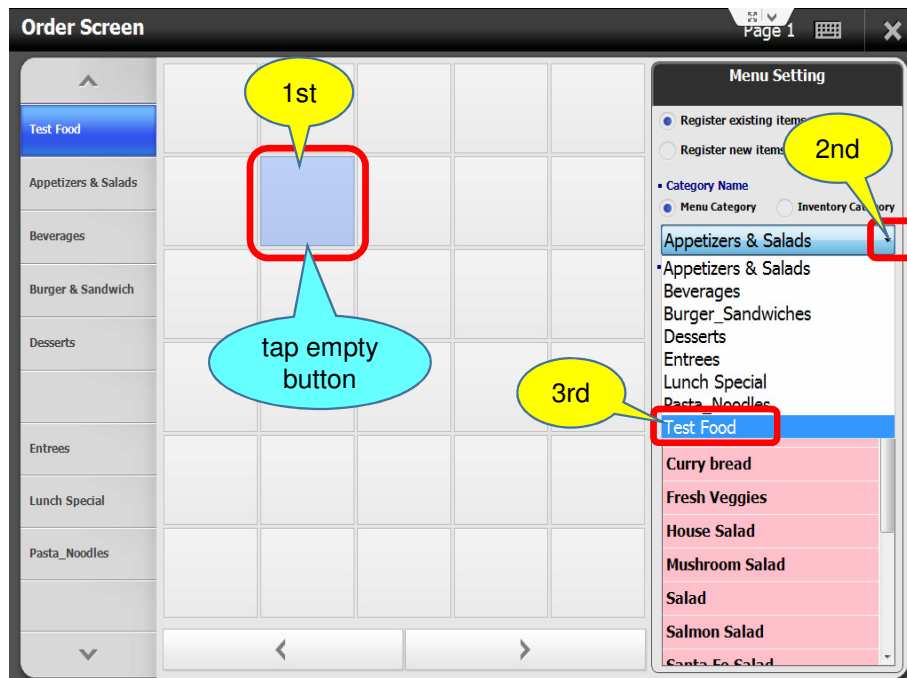 Order Screen
Page 1
Test Food
Appetizers & Salads
Beverages
Burger & Sandwich
Desserts
Entrees
Lunch Special
Pasta_Noodles
1st
tap empty
button
Menu Setting
Register existing items
Register new items
2nd
Category Name
Menu Category
Inventory Category
Appetizers & Salads
Appetizers & Salads
Beverages
Burger_Sandwiches
Desserts
Entrees
Lunch Special
Pasta_Noodles
3rd
Test Food
Curry bread
Fresh Veggies
House Salad
Mushroom Salad
Salad
Salmon Salad
Santa Fe Salad